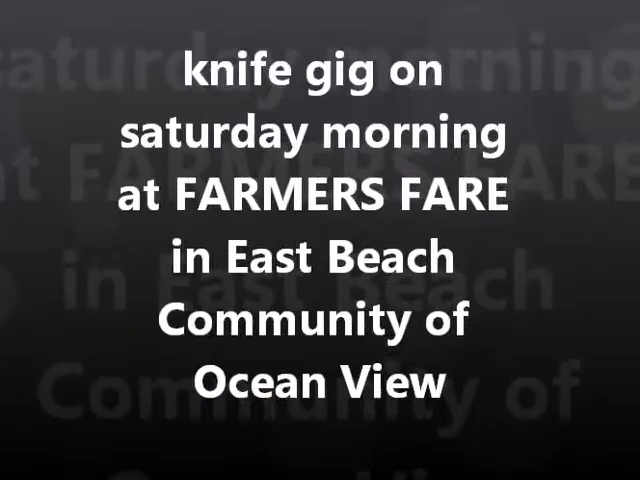 knife gig on
saturday morning
at FARMERS FARE
in East Beach
Community of
Ocean View